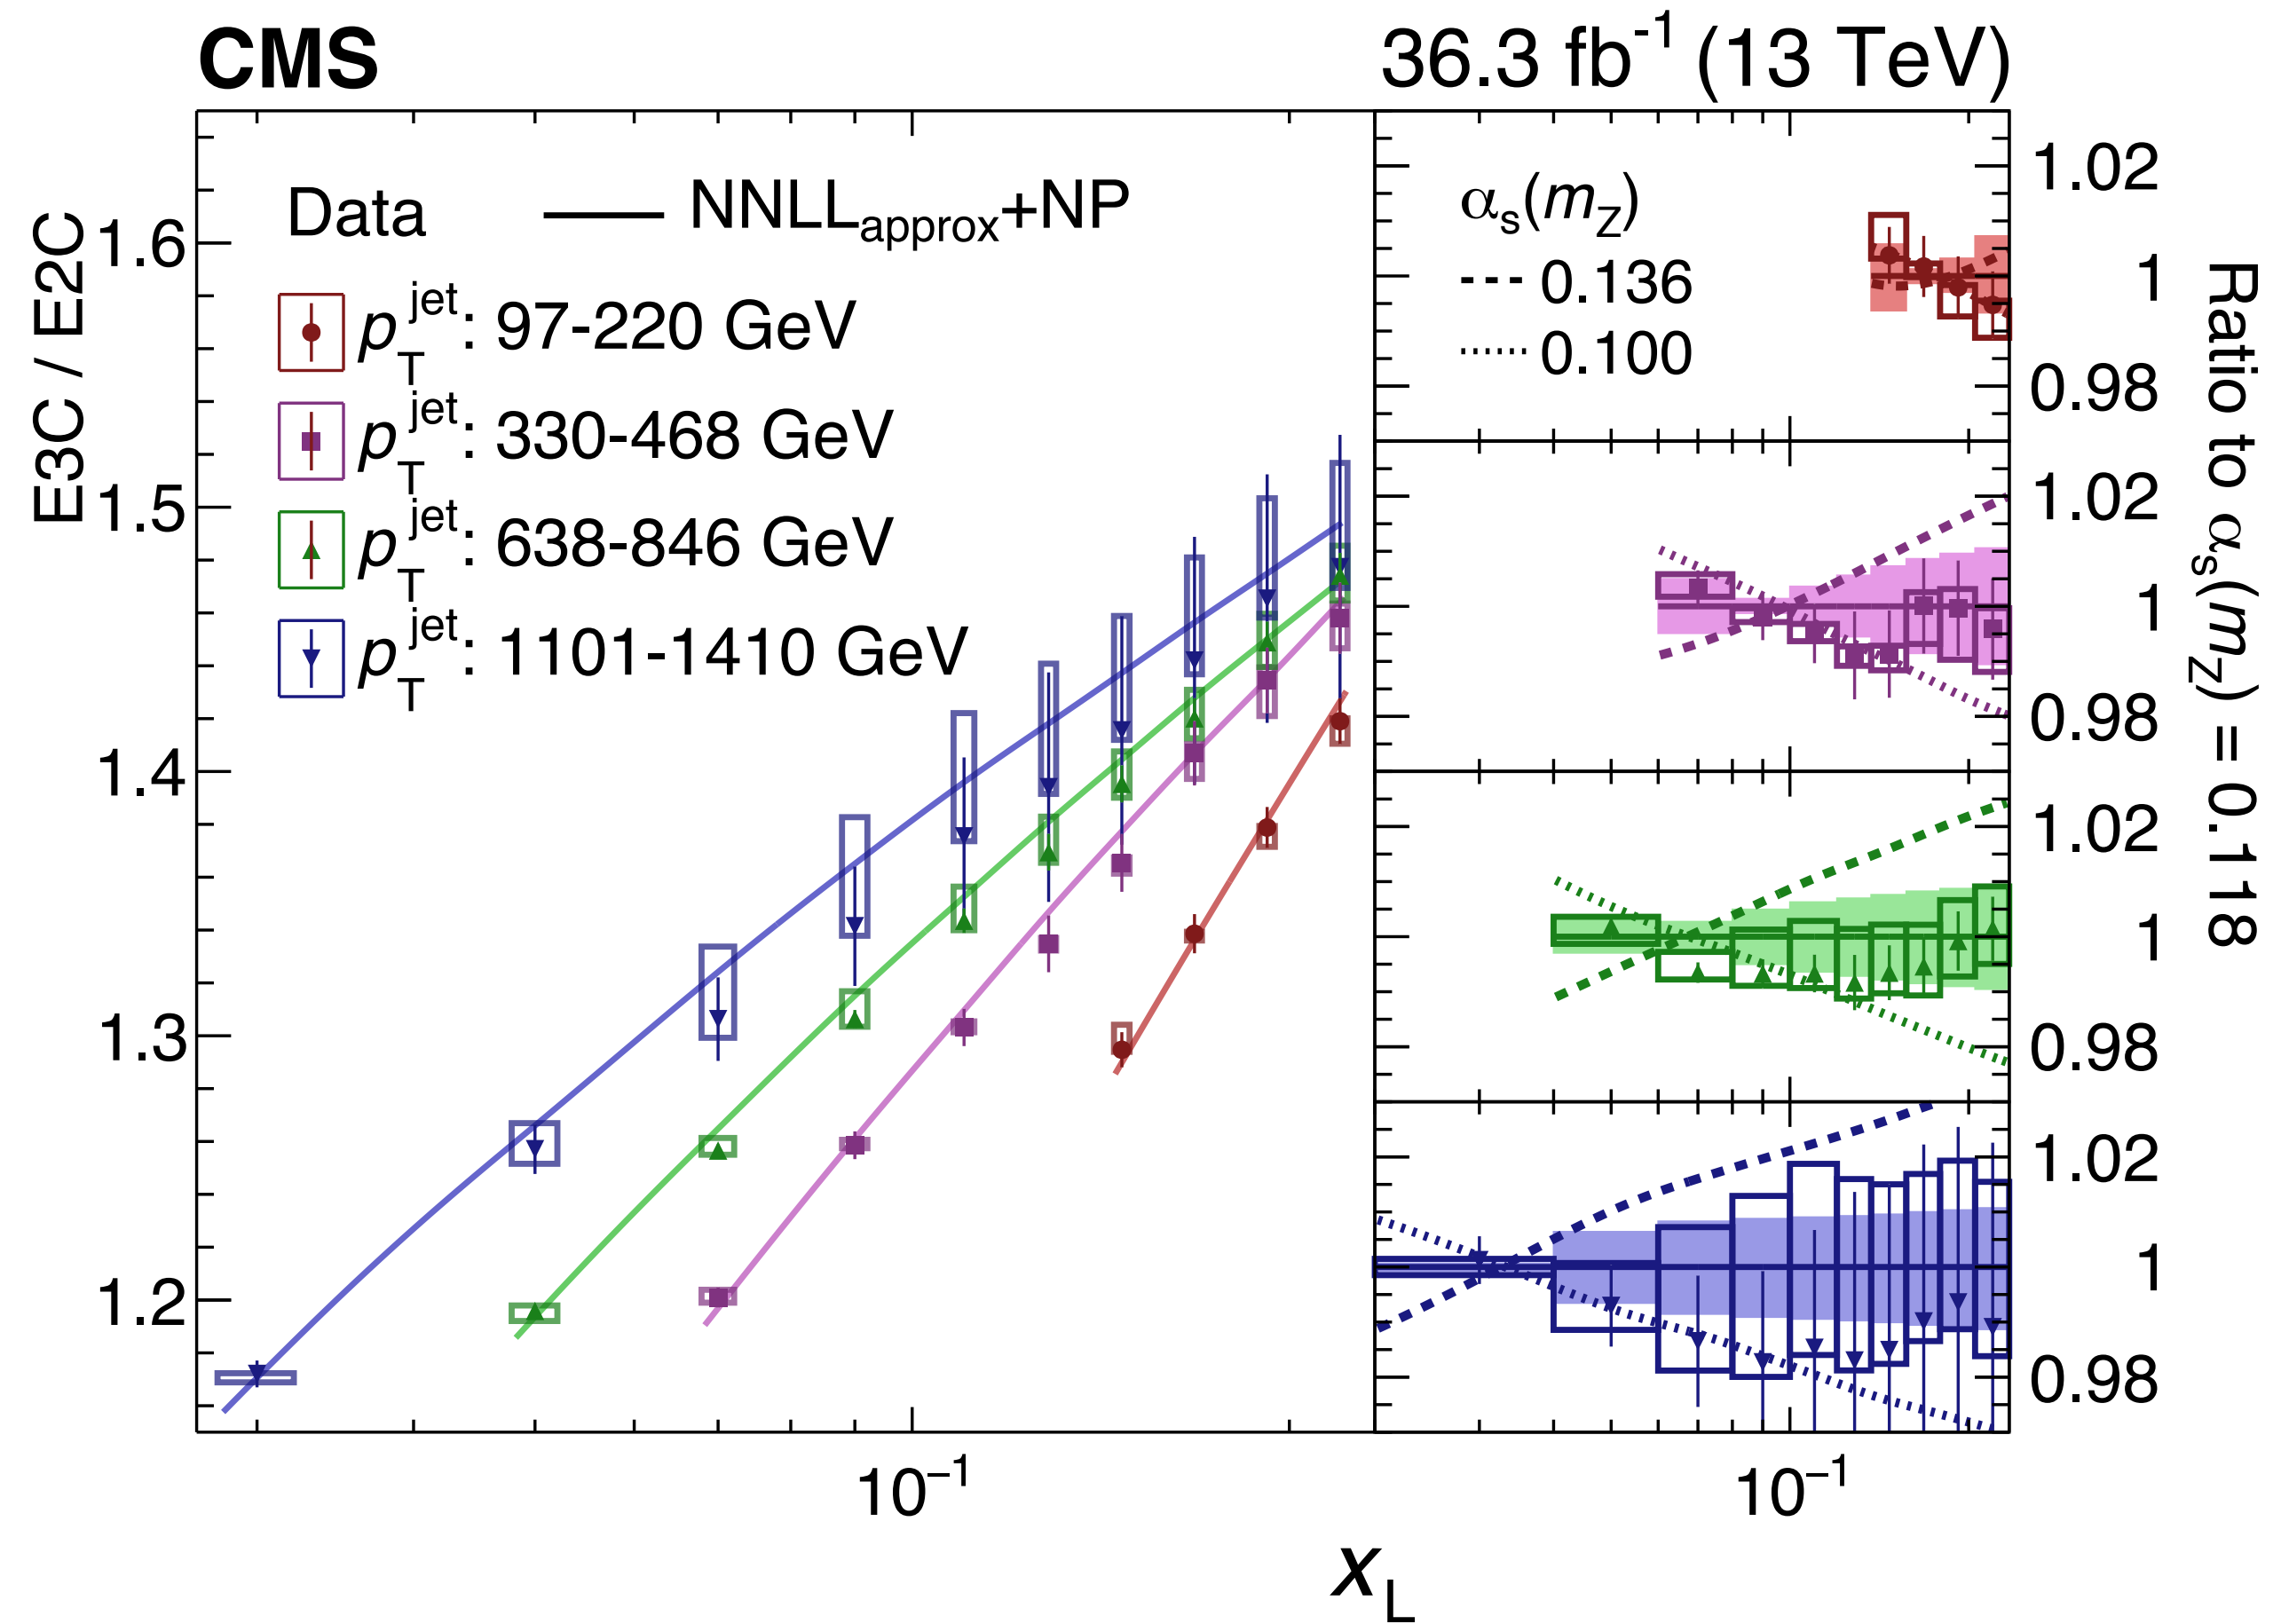 CMS
36.3 fb⁻¹ (13 TeV)
E3C / E2C
Data
NNLLapprox+NP
pTjet: 97-220 GeV
pTjet: 330-468 GeV
pTjet: 638-846 GeV
pTjet: 1101-1410 GeV
1.6
1.5
1.4
1.3
1.2
10⁻¹
αs(mZ)
0.136
0.100
1.02
1
0.98
1.02
1
0.98
1.02
1
0.98
1.02
1
0.98
10⁻¹
Ratio to αs(mZ) = 0.118
xL